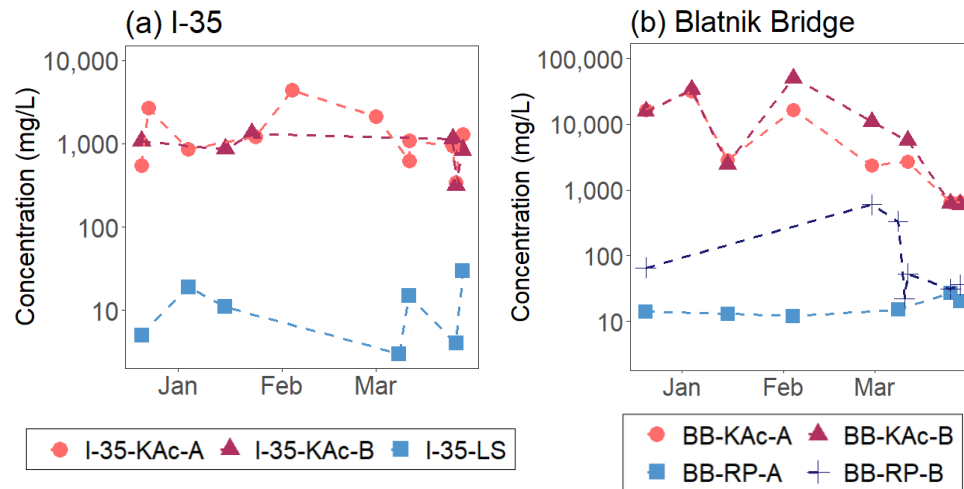 (a) I-35
Concentration (mg/L)
10,000
1,000
100
10
Jan Feb Mar
I-35-KAc-A I-35-KAc-B I-35-LS
(b) Blatnik Bridge
Concentration (mg/L)
100,000
10,000
1,000
100
10
Jan Feb Mar
BB-KAc-A BB-KAc-B
BB-RP-A BB-RP-B